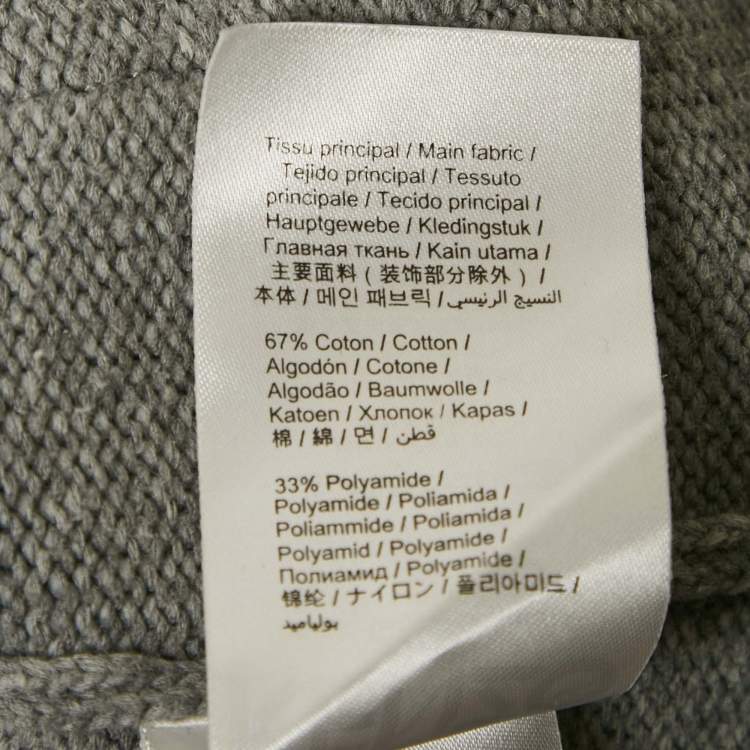 Tissu principal / Main fabric /
Tejido principal / Tessuto
principale / Tecido principal /
Hauptgewebe / Kledingstuk /
Главная ткань / Kain utama /
主要面料 ( 装饰部分除外 ) /
本体 / 메인 패브릭 / النسيج الرئيسي
67% Coton / Cotton /
Algodón / Cotone /
Algodão / Baumwolle /
Katoen / Хлопок / Kapas /
棉 / 綿 / 면 / قطن
33% Polyamide /
Polyamide / Poliamida /
Poliammide / Poliamida /
Polyamid / Polyamide /
Полиамид / Polyamide /
锦纶 / ナイロン / 폴리아미드 /
بولياميد